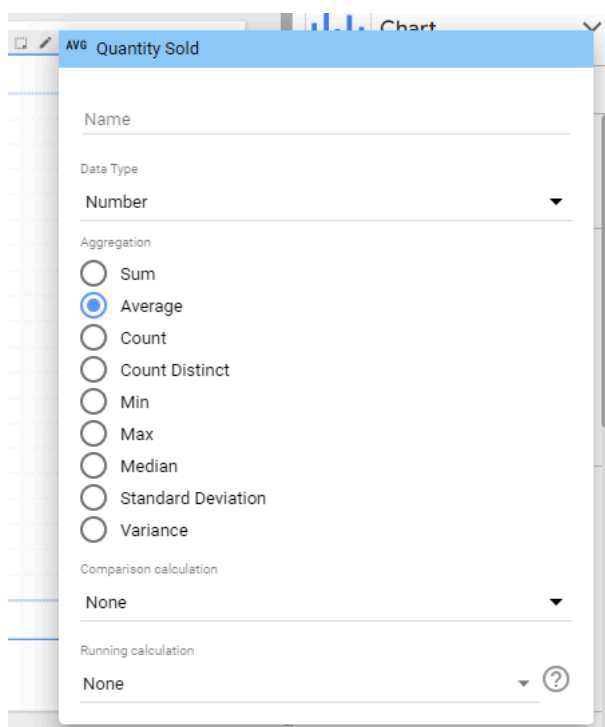 Chart
AVG Quantity Sold
Name
Data Type
Number
Aggregation
Sum
Average
Count
Count Distinct
Min
Max
Median
Standard Deviation
Variance
Comparison calculation
None
Running calculation
None
?